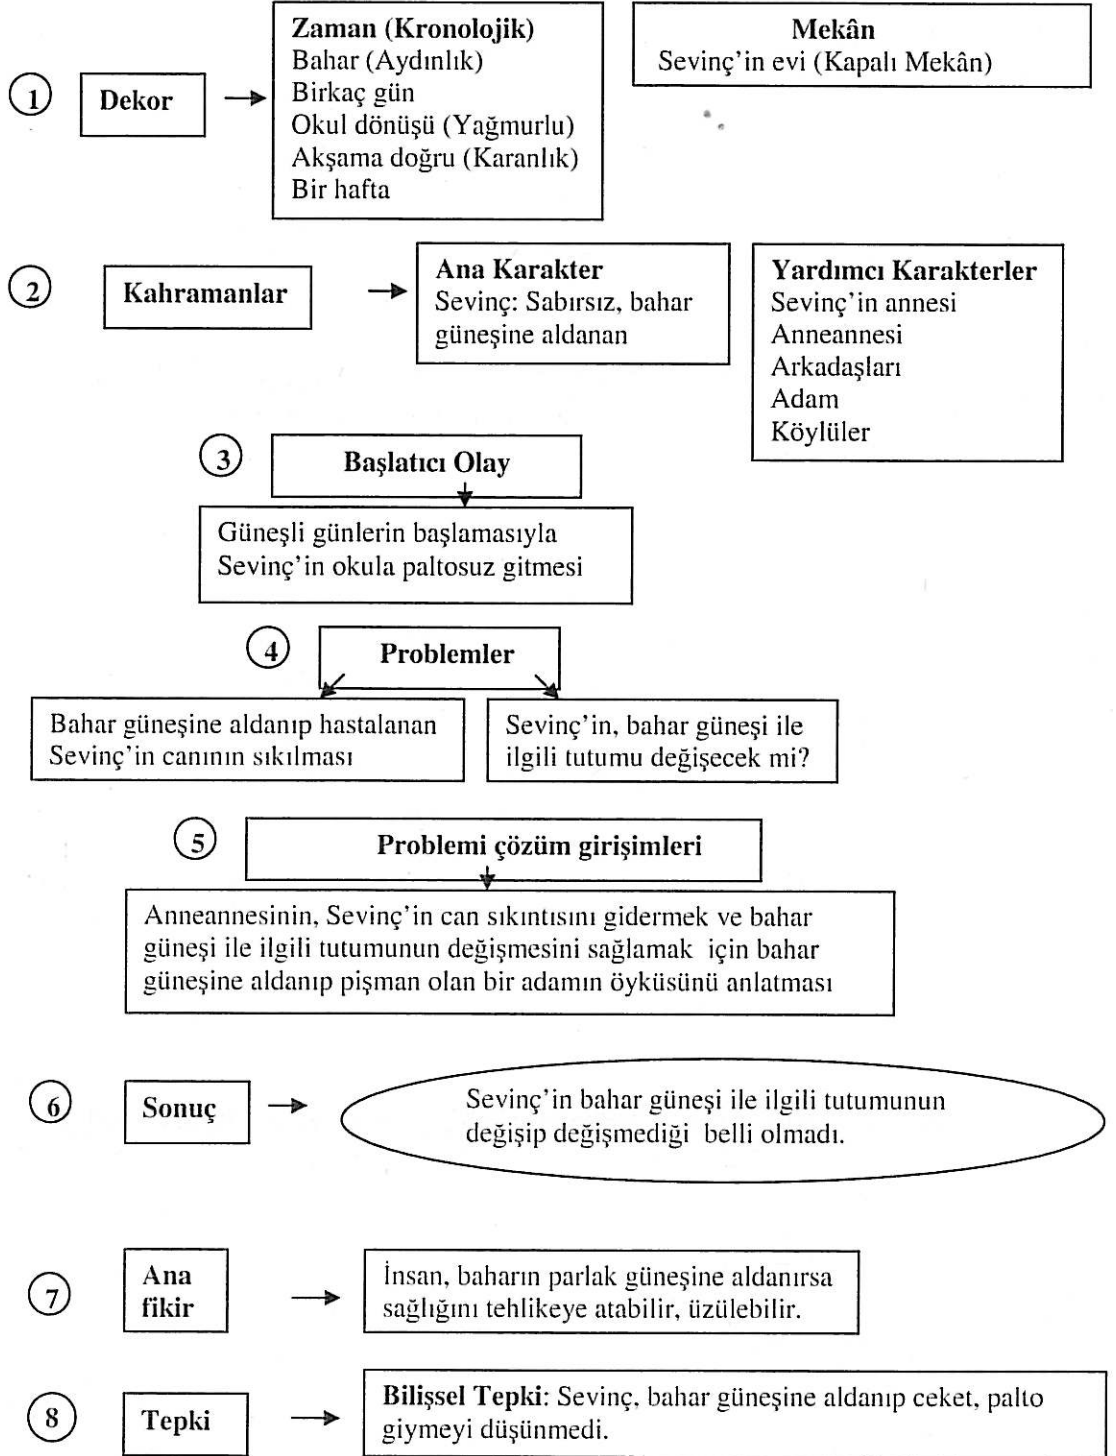 1
Dekor
Zaman (Kronolojik)
Bahar (Aydınlık)
Birkaç gün
Okul dönüşü (Yağmurlu)
Akşama doğru (Karanlık)
Bir hafta
Mekân
Sevinç'in evi (Kapalı Mekân)
2
Kahramanlar
Ana Karakter
Sevinç: Sabırsız, bahar
güneşine aldanan
Yardımcı Karakterler
Sevinç'in annesi
Anneannesi
Arkadaşları
Adam
Köylüler
3
Başlatıcı Olay
Güneşli günlerin başlamasıyla
Sevinç'in okula paltosuz gitmesi
4
Problemler
Bahar güneşine aldanıp hastalanan
Sevinç'in canının sıkılması
Sevinç'in, bahar güneşi ile
ilgili tutumu değişecek mi?
5
Problemi çözüm girişimleri
Anneannesinin, Sevinç'in can sıkıntısını gidermek ve bahar
güneşi ile ilgili tutumunun değişmesini sağlamak için bahar
güneşine aldanıp pişman olan bir adamın öyküsünü anlatması
6
Sonuç
Sevinç'in bahar güneşi ile ilgili tutumunun
değişip değişmediği belli olmadı.
7
Ana
fikir
İnsan, baharın parlak güneşine aldanırsa
sağlığını tehlikeye atabilir, üzülebilir.
8
Tepki
Bilişsel Tepki: Sevinç, bahar güneşine aldanıp ceket, palto
giymeyi düşünmedi.